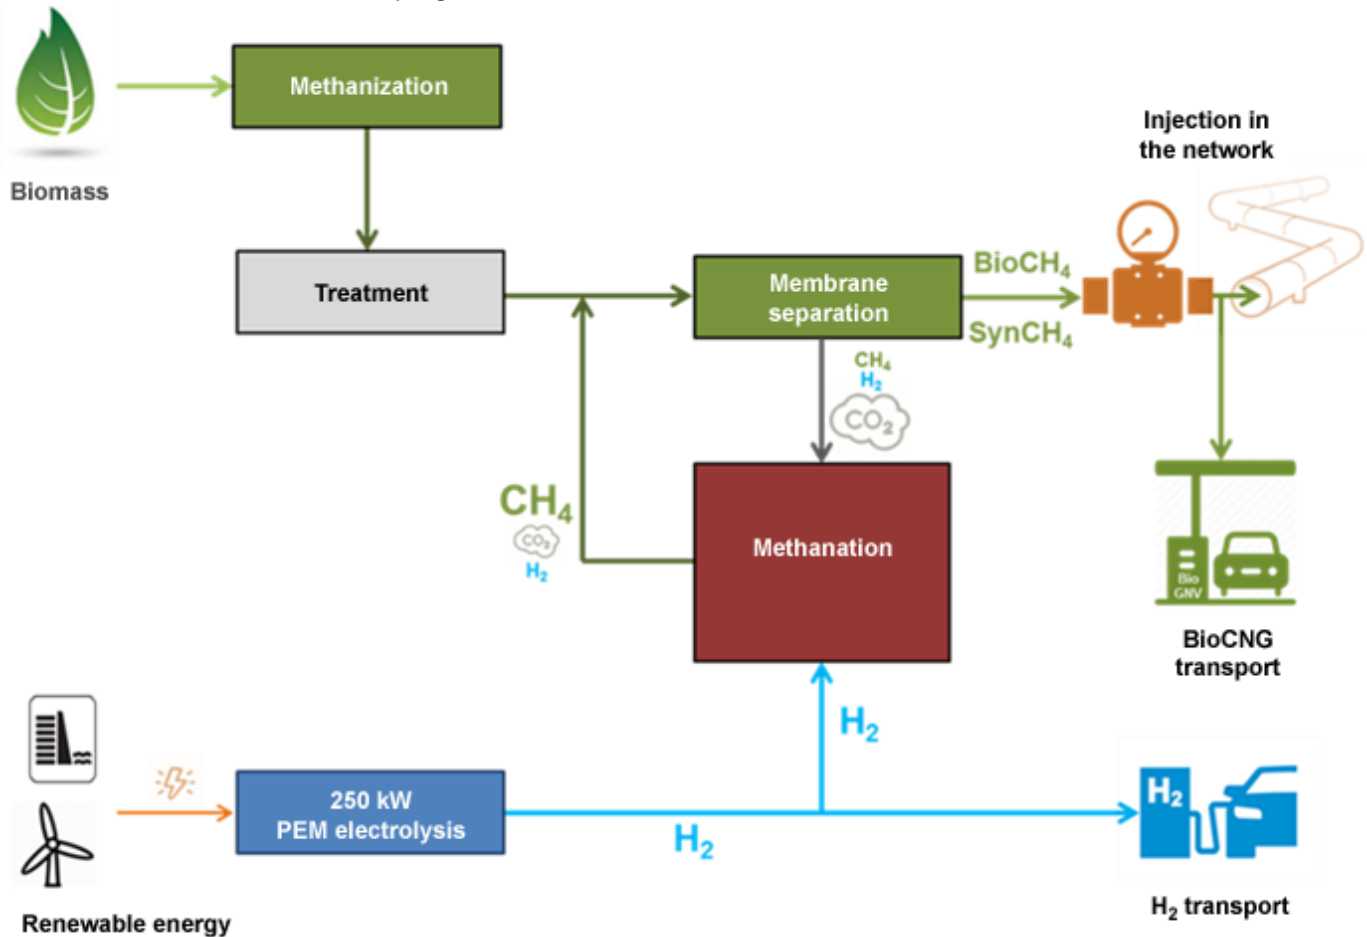 Methanization
Biomass
Injection in
the network
Treatment
Membrane
separation
BioCH₄
SynCH₄
CH₄
H₂
CO₂
CH₄
CO₂
H₂
Methanation
Bio
GNV
BioCNG
transport
H₂
250 kW
PEM electrolysis
H₂
H₂
H₂ transport
Renewable energy